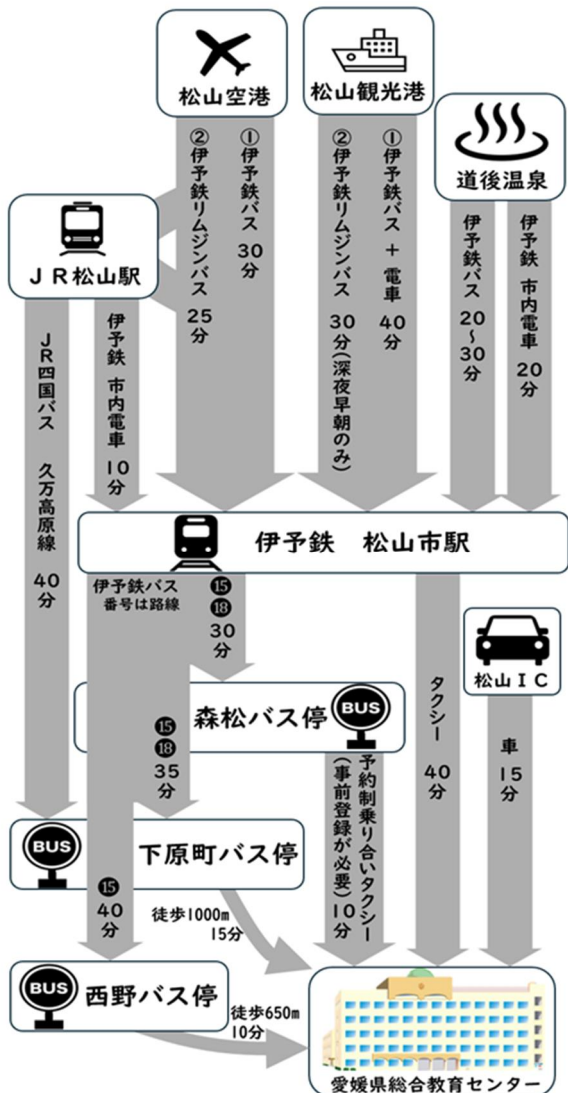 松山空港
松山観光港
道後温泉
JR松山駅
①伊予鉄バス 30分
②伊予鉄リムジンバス 25分
①伊予鉄バス + 電車 40分
②伊予鉄リムジンバス 30分(深夜早朝のみ)
伊予鉄 市内電車 20分
伊予鉄バス 20~30分
伊予鉄 市内電車 10分
JR四国バス 久万高原線 40分
伊予鉄 松山市駅
伊予鉄バス
番号は路線
⓯
⓲
30分
松山IC
森松バス停
BUS
タクシー 40分
車 15分
⓯
⓲
35分
予約制乗り合いタクシー
(事前登録が必要)10分
BUS
下原町バス停
⓯
40分
徒歩1000m
15分
BUS
西野バス停
徒歩650m
10分
愛媛県総合教育センター